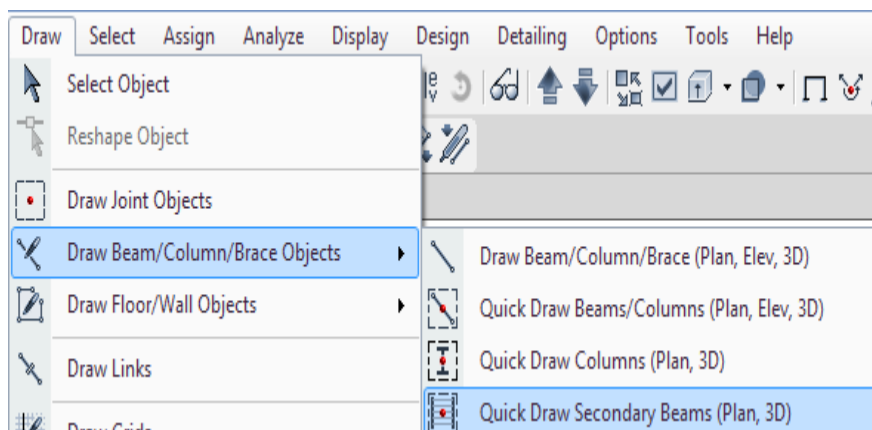 Draw Select Assign Analyze Display Design Detailing Options Tools Help
Select Object
Reshape Object
Draw Joint Objects
Draw Beam/Column/Brace Objects
Draw Beam/Column/Brace (Plan, Elev, 3D)
Draw Floor/Wall Objects
Quick Draw Beams/Columns (Plan, Elev, 3D)
Draw Links
Quick Draw Columns (Plan, 3D)
Quick Draw Secondary Beams (Plan, 3D)